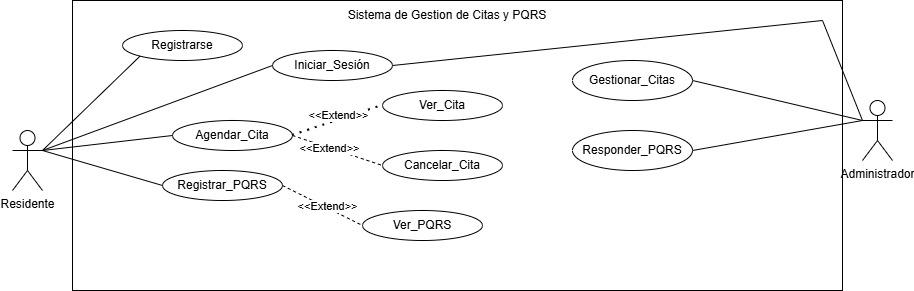 Sistema de Gestion de Citas y PQRS
Registrarse
Iniciar_Sesión
Gestionar_Citas
Ver_Cita
<<Extend>>
Agendar_Cita
<<Extend>>
Responder_PQRS
Cancelar_Cita
Administrador
Registrar_PQRS
Residente
<<Extend>>
Ver_PQRS